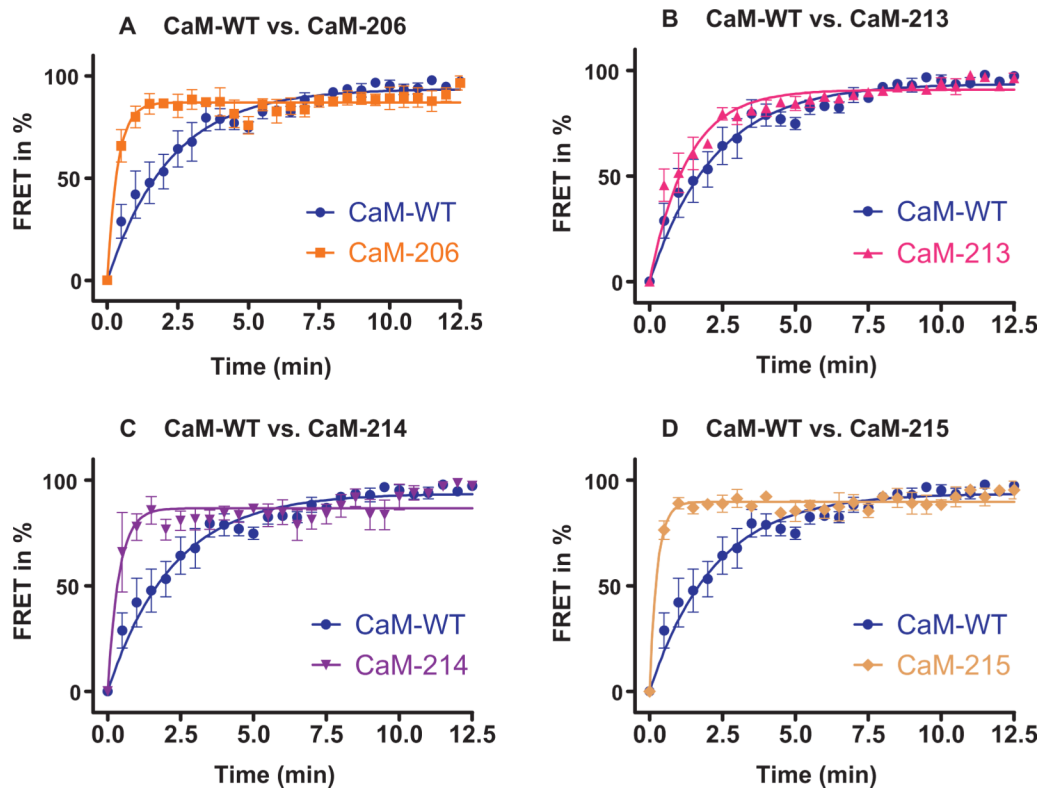 A CaM-WT vs. CaM-206
FRET in %
100
50
0
CaM-WT
CaM-206
0.0 2.5 5.0 7.5 10.0 12.5
Time (min)
B CaM-WT vs. CaM-213
FRET in %
100
50
0
CaM-WT
CaM-213
0.0 2.5 5.0 7.5 10.0 12.5
Time (min)
C CaM-WT vs. CaM-214
FRET in %
100
50
0
CaM-WT
CaM-214
0.0 2.5 5.0 7.5 10.0 12.5
Time (min)
D CaM-WT vs. CaM-215
FRET in %
100
50
0
CaM-WT
CaM-215
0.0 2.5 5.0 7.5 10.0 12.5
Time (min)